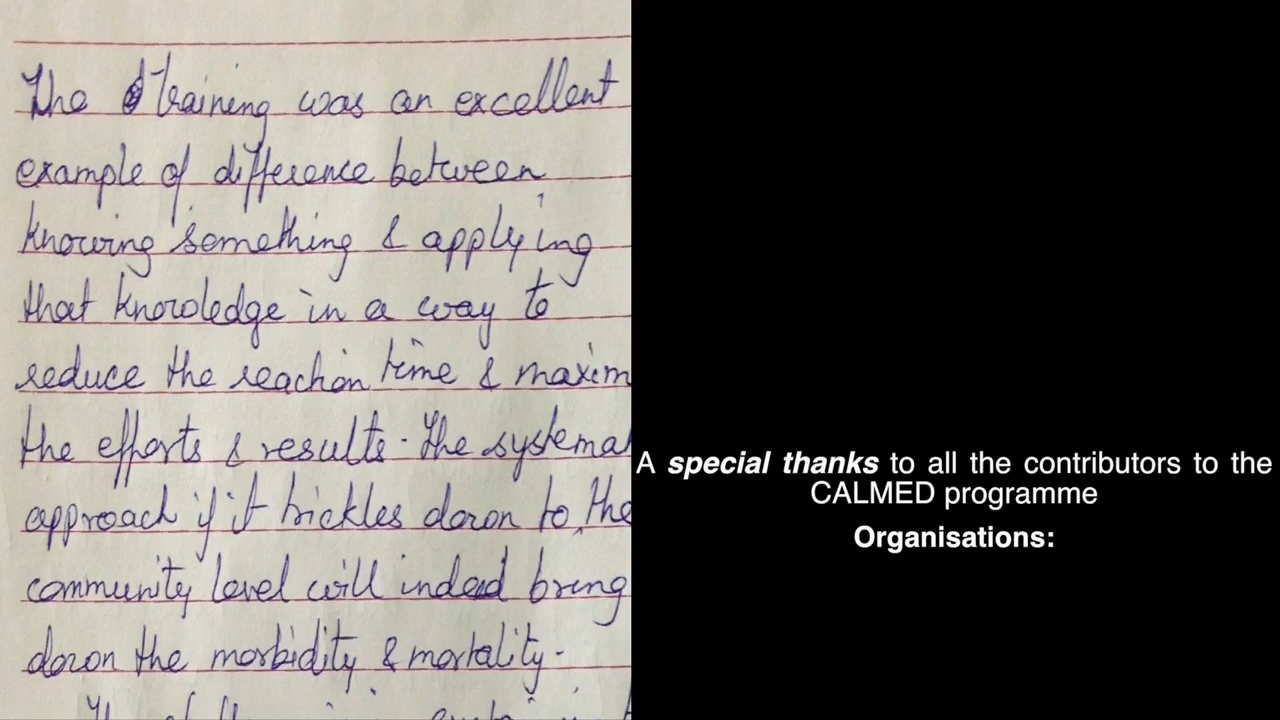 The training was an excellent
example of difference between
knowing something & applying
that knowledge in a way to
reduce the reaction time & maxim
the efforts & results. The systemat
approach if it trickles down to the
community level will indeed bring
down the morbidity & mortality.
A special thanks to all the contributors to the
CALMED programme
Organisations: